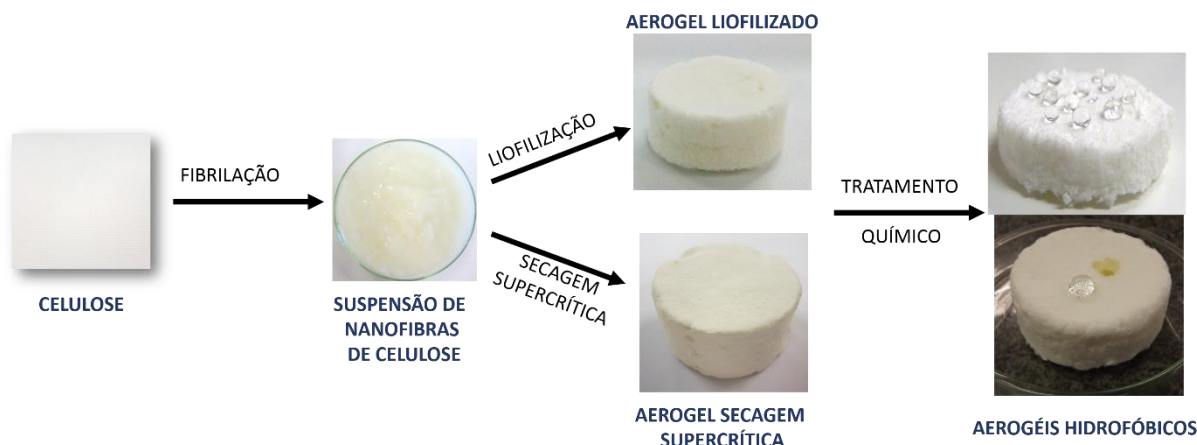 CELULOSE
FIBRILAÇÃO
SUSPENSÃO DE
NANOFIBRAS
DE CELULOSE
LIOFILIZAÇÃO
SECAGEM
SUPERCRÍTICA
AEROGEL LIOFILIZADO
AEROGEL SECAGEM
SUPERCRÍTICA
TRATAMENTO
QUÍMICO
AEROGÉIS HIDROFÓBICOS